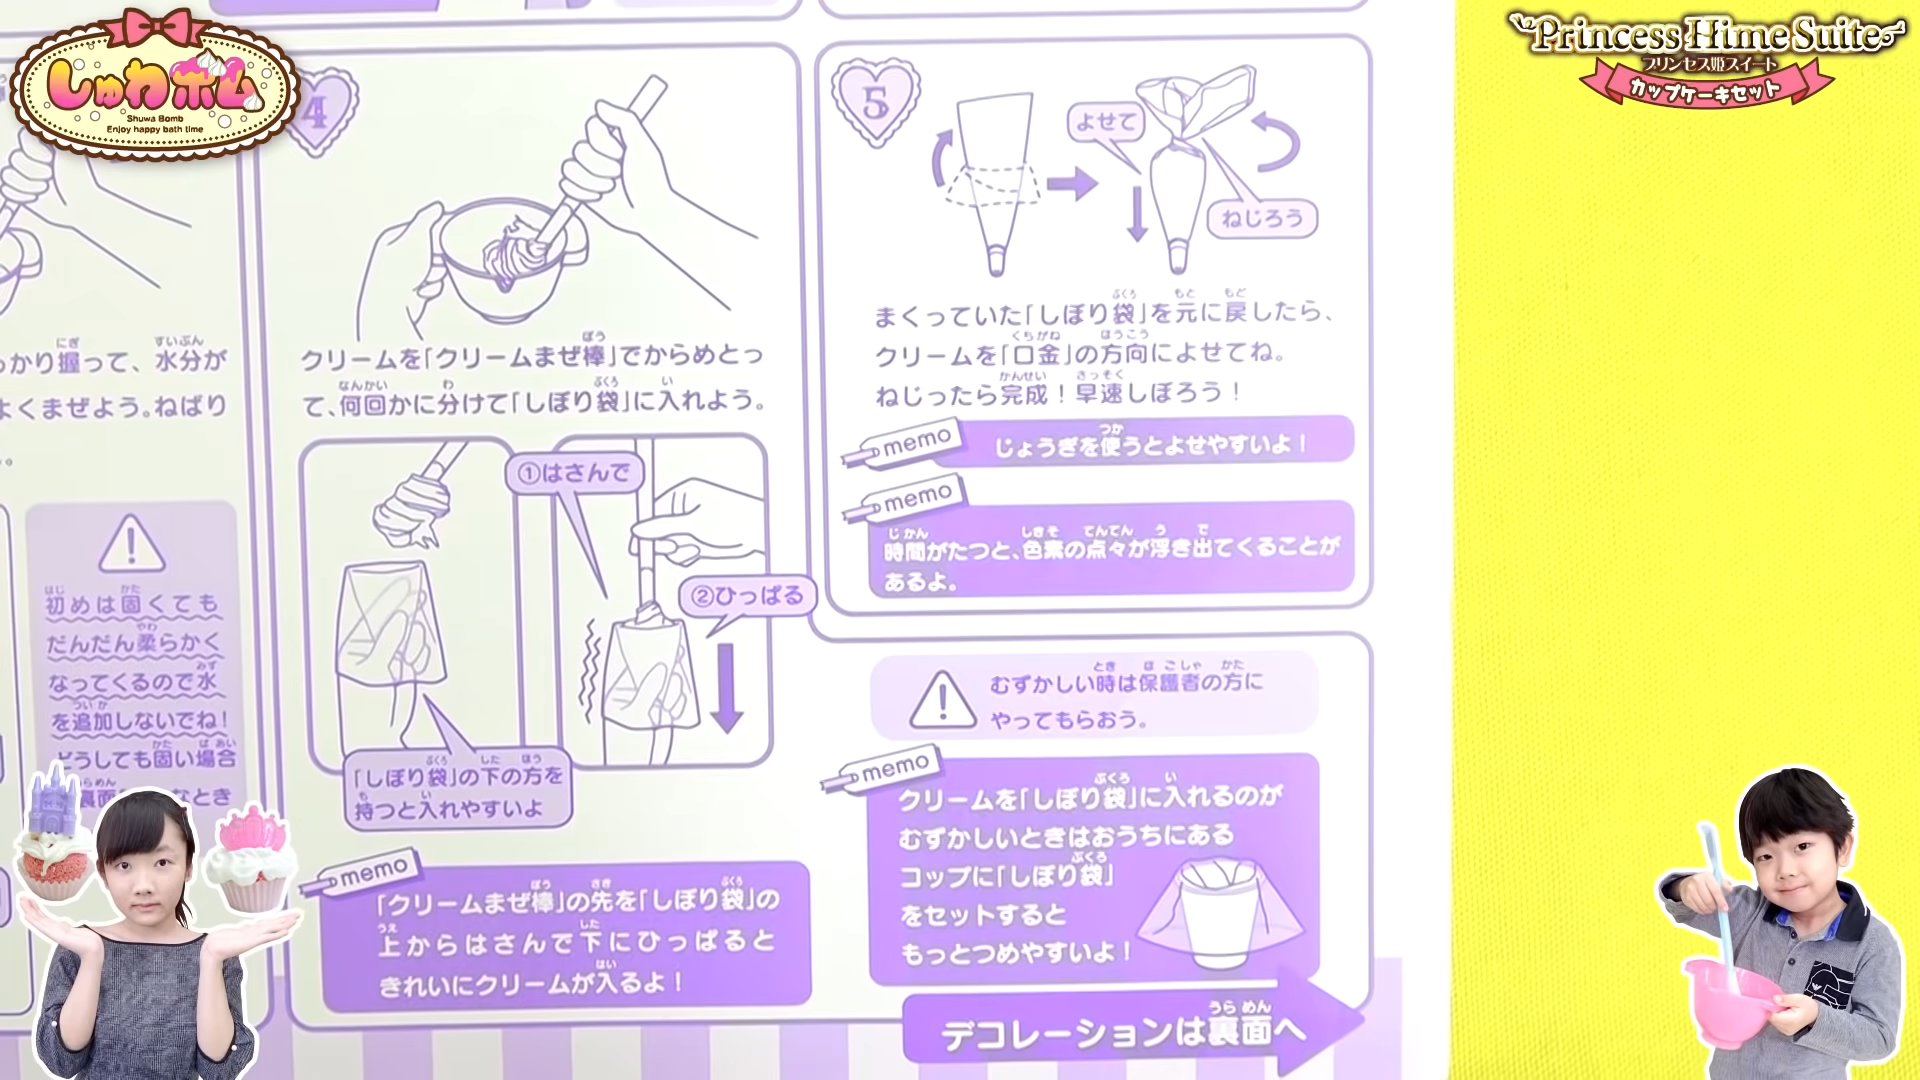 しゅわボム
Shuwa Bomb
Enjoy happy bath time
Princess Hime Suite
プリンセス姫スイート
カップケーキセット
っかり握って、水分が
よくまぜよう。ねばり
。
初めは固くても
だんだん柔らかく
なってくるので水
を追加しないでね!
どうしても固い場合
4
クリームを「クリームまぜ棒」でからめとっ
て、何回かに分けて「しぼり袋」に入れよう。
①はさんで
②ひっぱる
「しぼり袋」の下の方を
持つと入れやすいよ
memo
「クリームまぜ棒」の先を「しぼり袋」の
上からはさんで下にひっぱると
きれいにクリームが入るよ!
5
よせて
ねじろう
まくっていた「しぼり袋」を元に戻したら、
クリームを「口金」の方向によせてね。
ねじったら完成!早速しぼろう!
memo
じょうぎを使うとよせやすいよ!
memo
時間がたつと、色素の点々が浮き出てくることが
あるよ。
むずかしい時は保護者の方に
やってもらおう。
memo
クリームを「しぼり袋」に入れるのが
むずかしいときはおうちにある
コップに「しぼり袋」
をセットすると
もっとつめやすいよ!
デコレーションは裏面へ